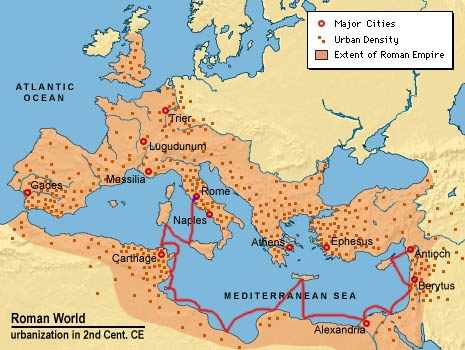 Major Cities
Urban Density
Extent of Roman Empire
ATLANTIC
OCEAN
Trier
Lugudunum
Massilia
Gades
Rome
Naples
Carthage
Athens
Ephesus
Antioch
Berytus
MEDITERRANEAN SEA
Alexandria
Roman World
urbanization in 2nd Cent. CE